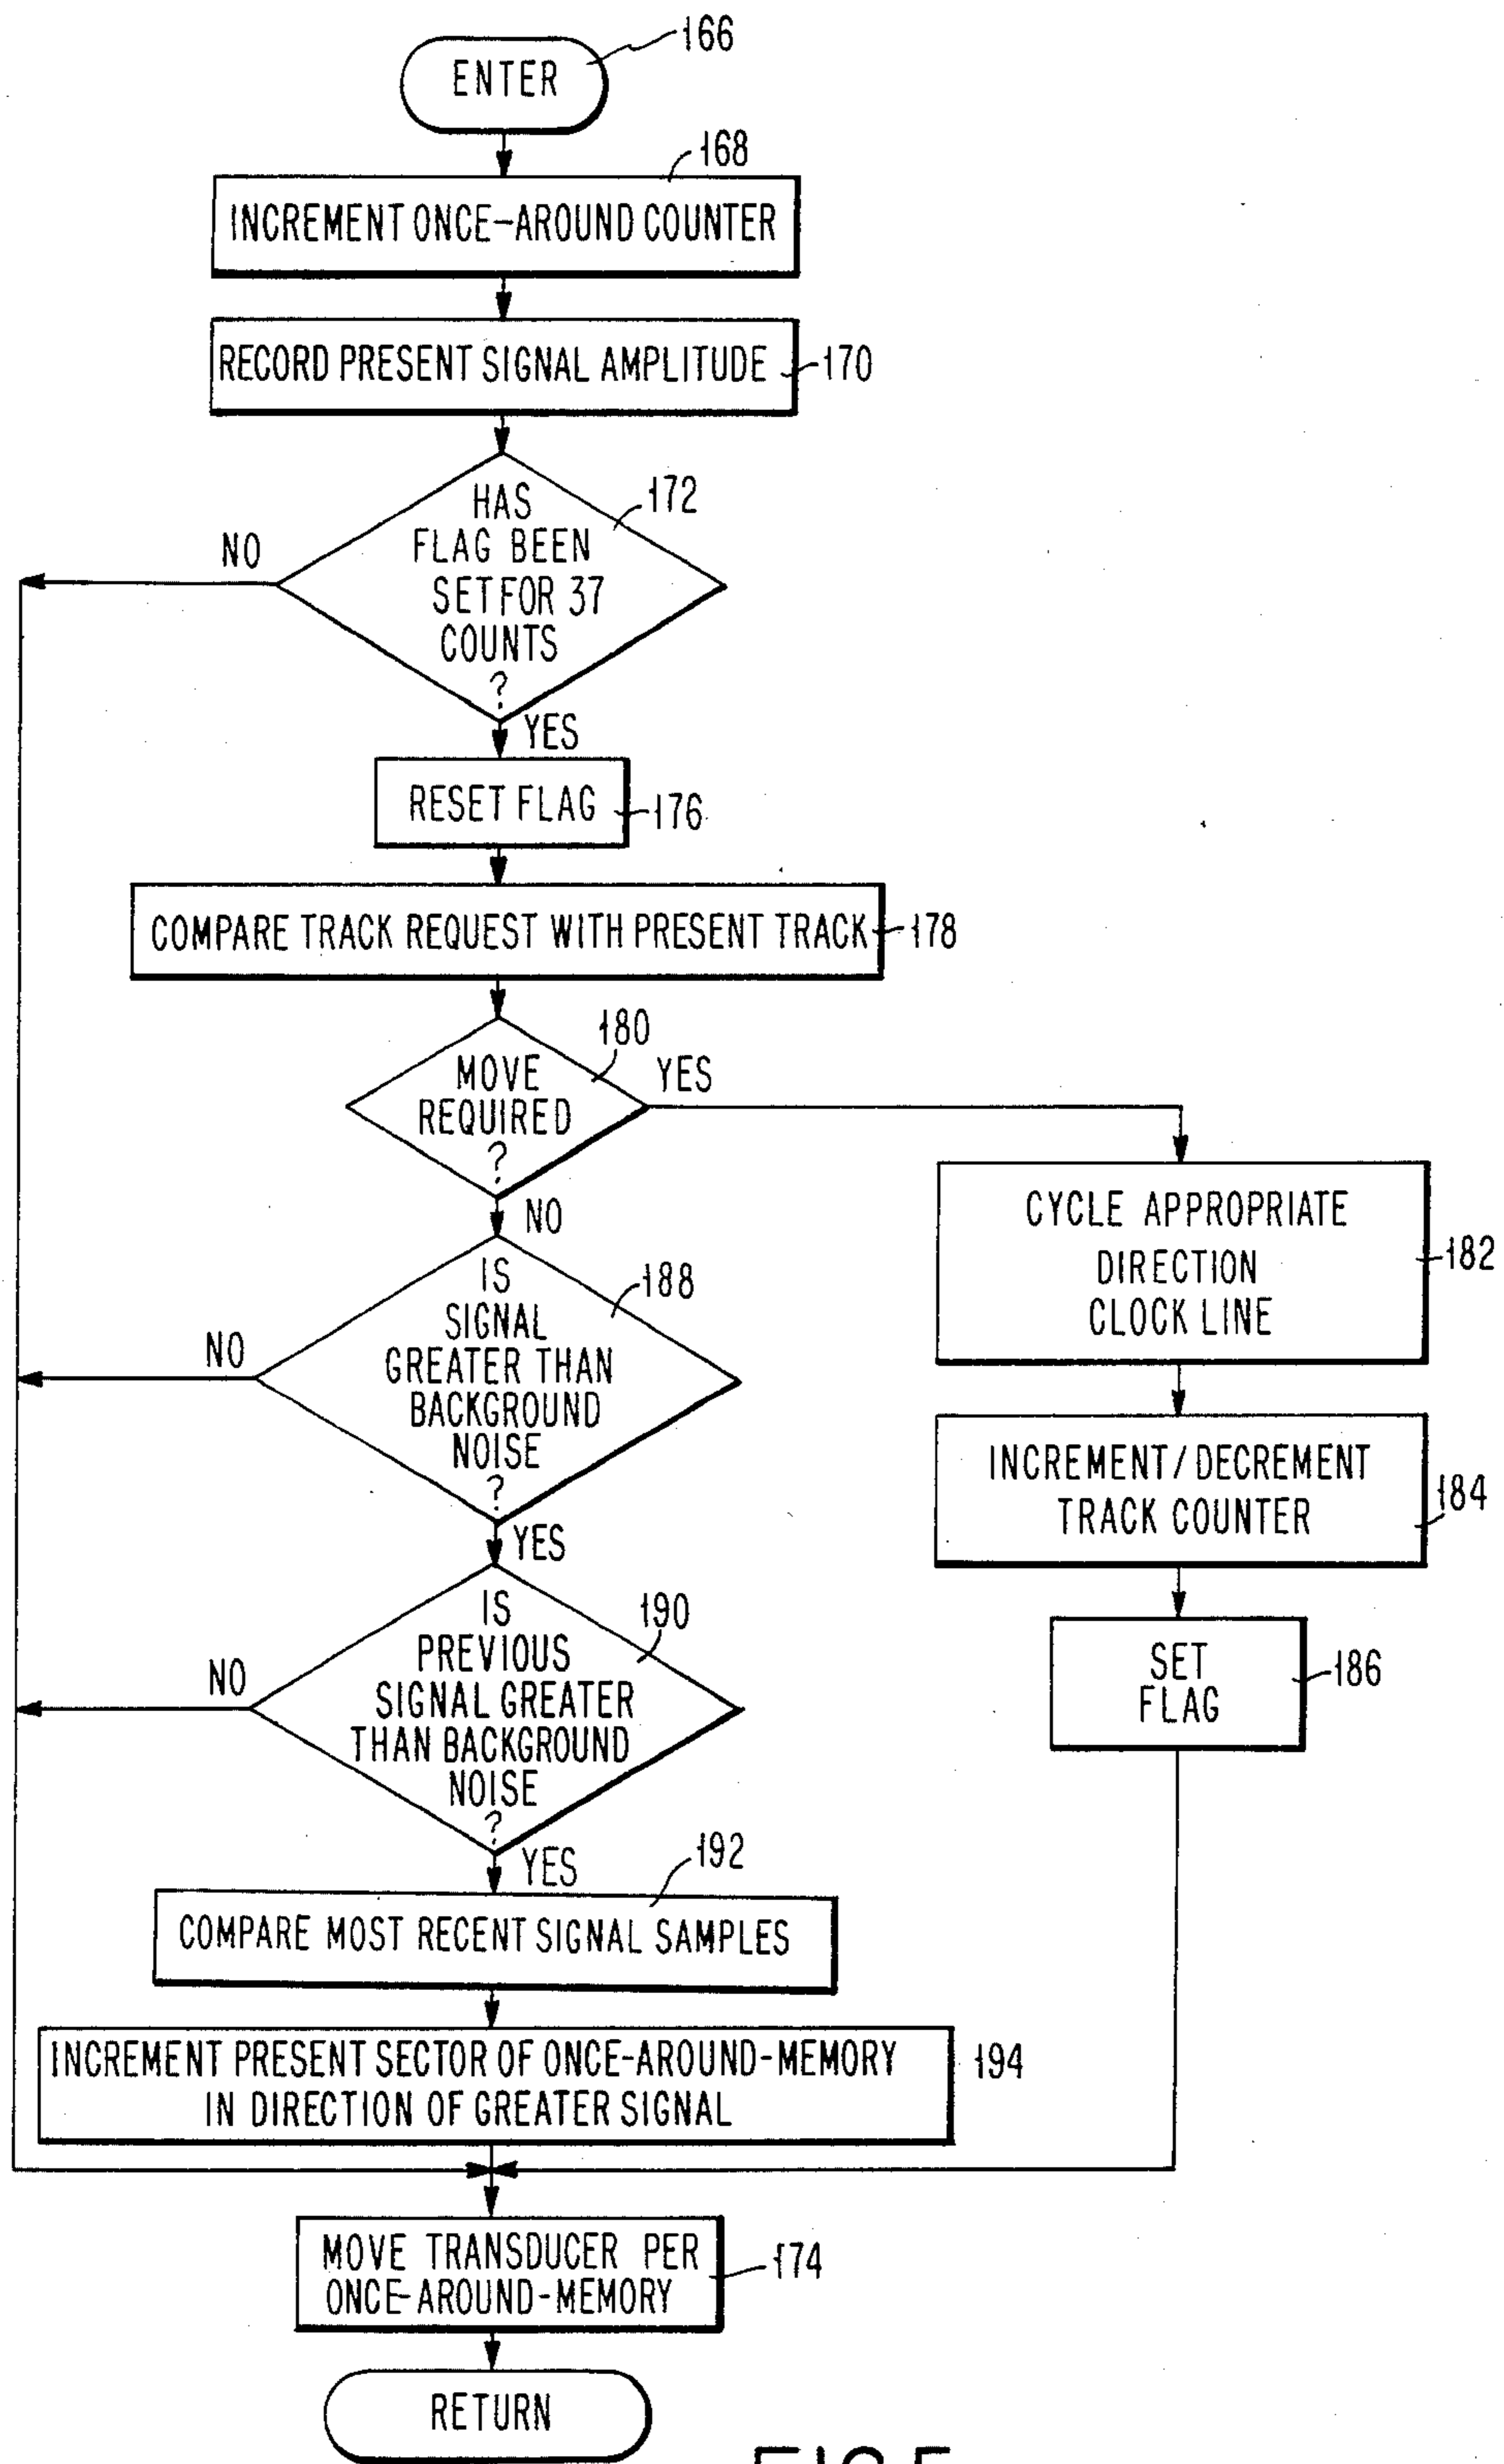 166
ENTER
168
INCREMENT ONCE-AROUND COUNTER
RECORD PRESENT SIGNAL AMPLITUDE
170
HAS
FLAG BEEN
SET FOR 37
COUNTS
?
172
NO
YES
RESET FLAG
176
COMPARE TRACK REQUEST WITH PRESENT TRACK
178
180
MOVE
REQUIRED
?
YES
NO
CYCLE APPROPRIATE
DIRECTION
CLOCK LINE
182
IS
SIGNAL
GREATER THAN
BACKGROUND
NOISE
?
188
NO
YES
INCREMENT/DECREMENT
TRACK COUNTER
184
IS
PREVIOUS
SIGNAL GREATER
THAN BACKGROUND
NOISE
?
190
NO
YES
SET
FLAG
186
192
COMPARE MOST RECENT SIGNAL SAMPLES
INCREMENT PRESENT SECTOR OF ONCE-AROUND-MEMORY
IN DIRECTION OF GREATER SIGNAL
194
MOVE TRANSDUCER PER
ONCE-AROUND-MEMORY
174
RETURN